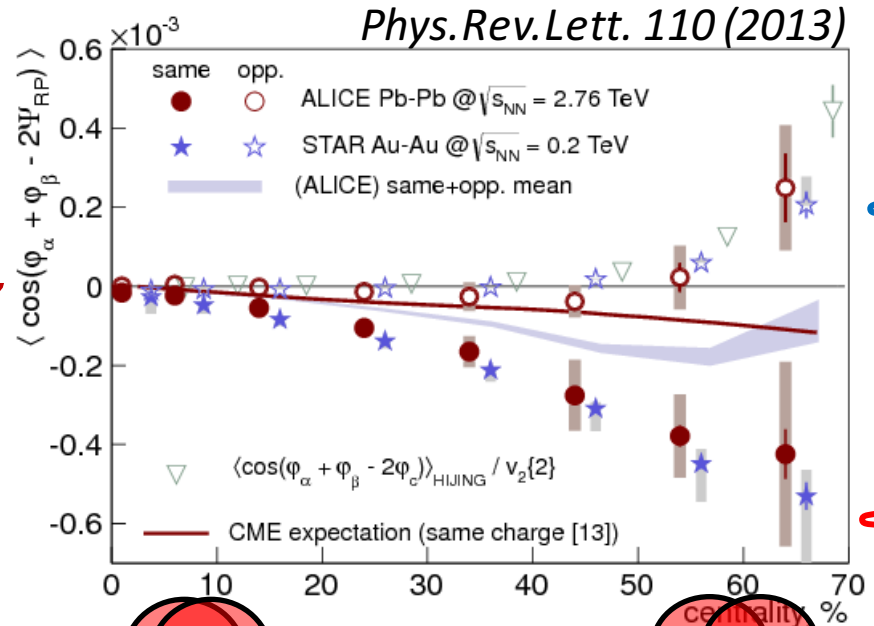 Phys.Rev.Lett. 110 (2013)
×10⁻³
same opp.
ALICE Pb-Pb @√s_NN = 2.76 TeV
STAR Au-Au @√s_NN = 0.2 TeV
(ALICE) same+opp. mean
⟨ cos(φ_α + φ_β - 2Ψ_RP) ⟩
0.6
0.4
0.2
0
-0.2
-0.4
-0.6
⟨cos(φ_α + φ_β - 2φ_c)⟩_HIJING / v₂{2}
CME expectation (same charge [13])
0 10 20 30 40 50 60 70
centrality, %